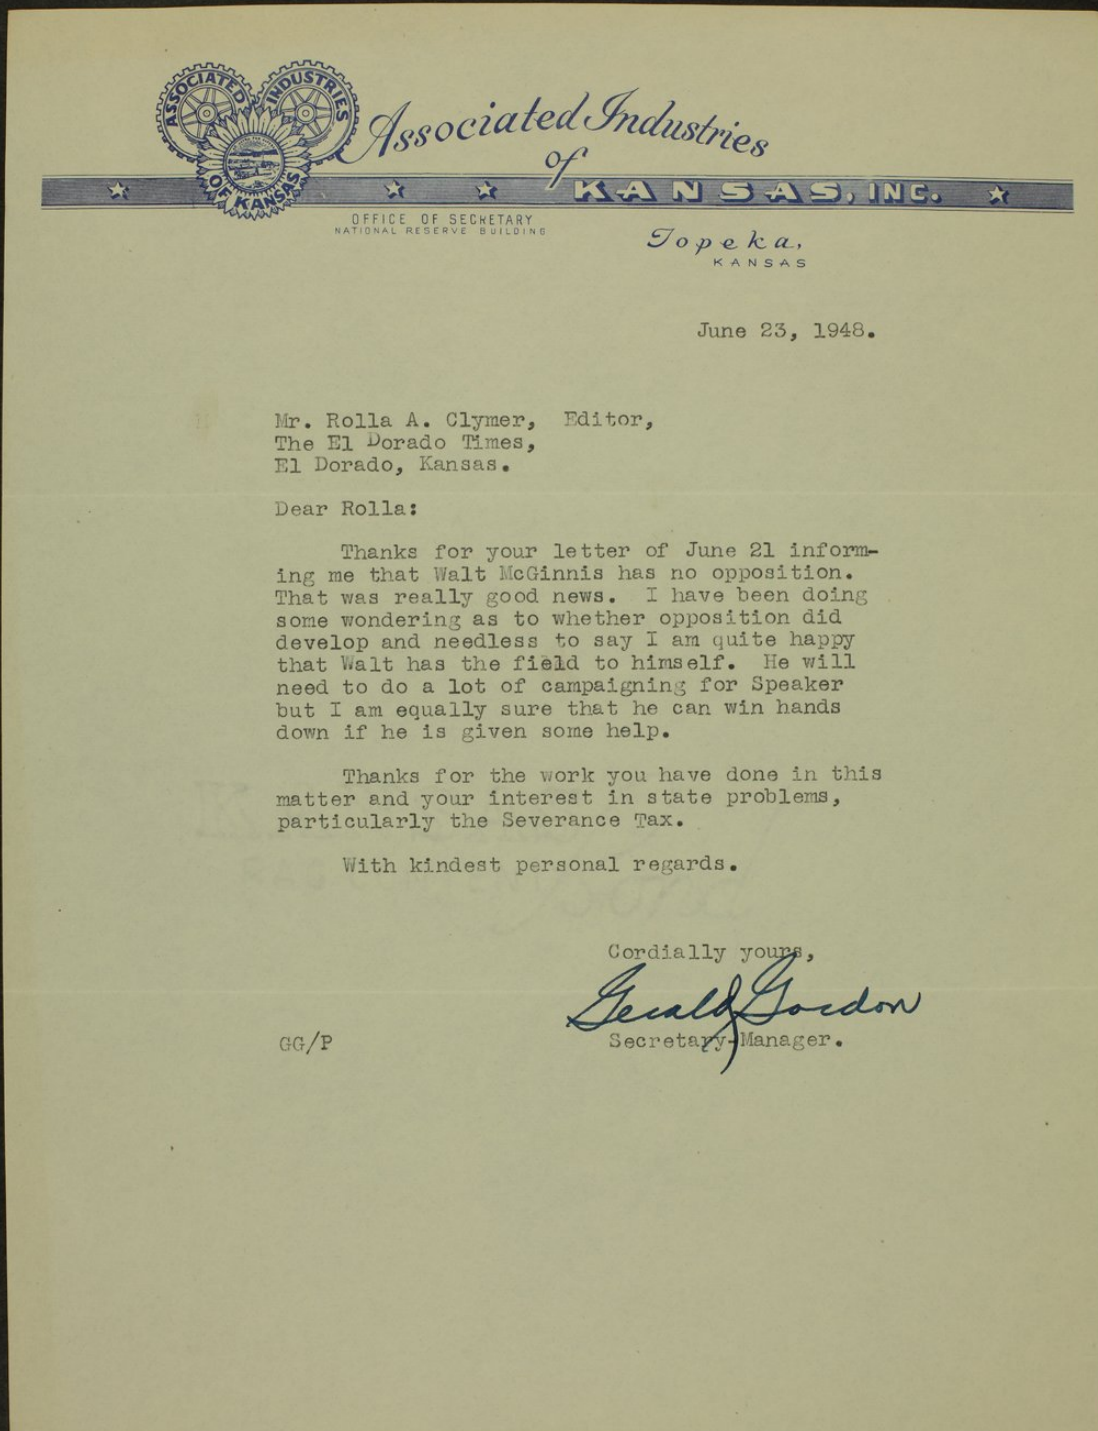 ASSOCIATED INDUSTRIES
OF KANSAS
Associated Industries
of
KANSAS, INC.
OFFICE OF SECRETARY
NATIONAL RESERVE BUILDING
Topeka,
KANSAS
June 23, 1948.
Mr. Rolla A. Clymer,  Editor,
The El Dorado Times,
El Dorado, Kansas.
Dear Rolla:
Thanks for your letter of June 21 inform-
ing me that Walt McGinnis has no opposition.
That was really good news.  I have been doing
some wondering as to whether opposition did
develop and needless to say I am quite happy
that Walt has the field to himself.  He will
need to do a lot of campaigning for Speaker
but I am equally sure that he can win hands
down if he is given some help.
Thanks for the work you have done in this
matter and your interest in state problems,
particularly the Severance Tax.
With kindest personal regards.
Cordially yours,
Gerald Gordon
GG/P Secretary-Manager.